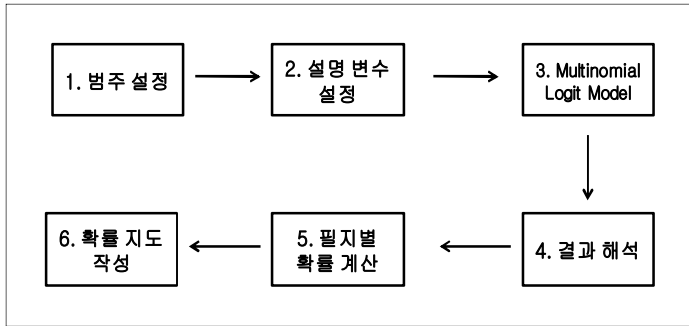 1. 범주 설정
2. 설명 변수
설정
3. Multinomial
Logit Model
4. 결과 해석
5. 필지별
확률 계산
6. 확률 지도
작성